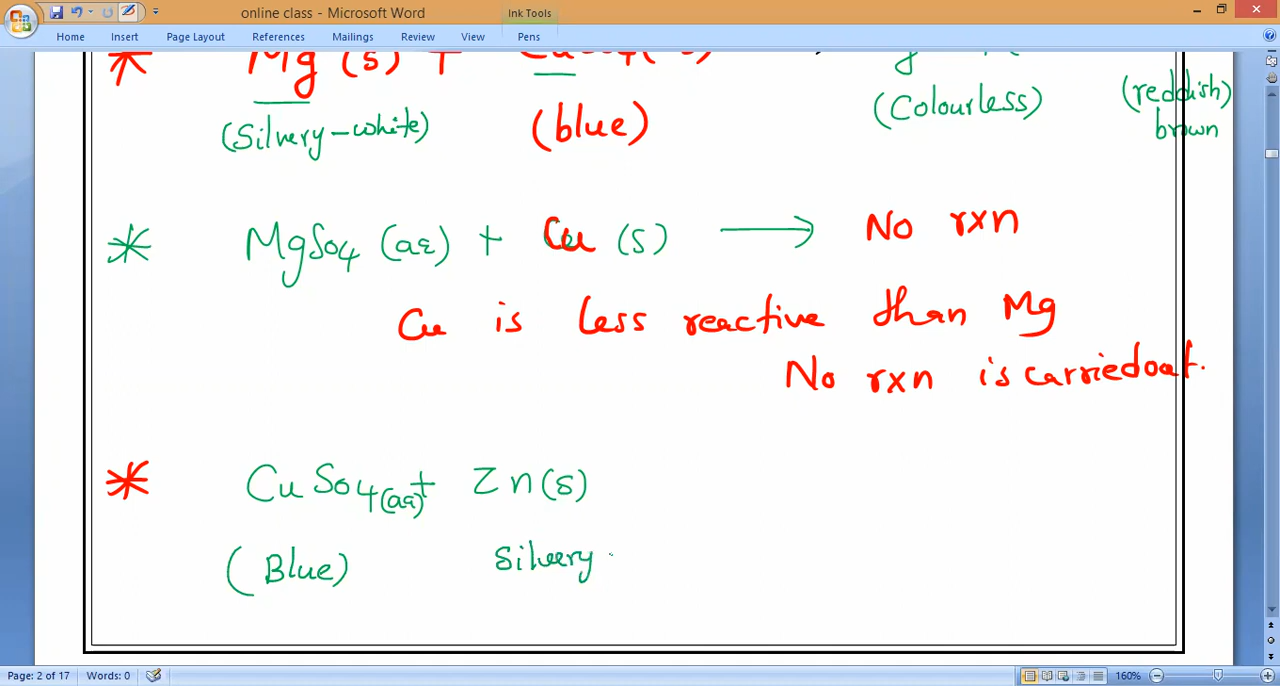 online class - Microsoft Word
Ink Tools
Home Insert Page Layout References Mailings Review View Pens
* Mg (s) +
(Silvery-white) (blue) (Colourless) (reddish) brown
* MgSo4 (aq) + Cu (s) ⟶ No rxn
Cu is less reactive than Mg
No rxn is carriedout.
* CuSo4(aq) + Zn(s)
(Blue) Silvery
Page: 2 of 17 Words: 0 160%